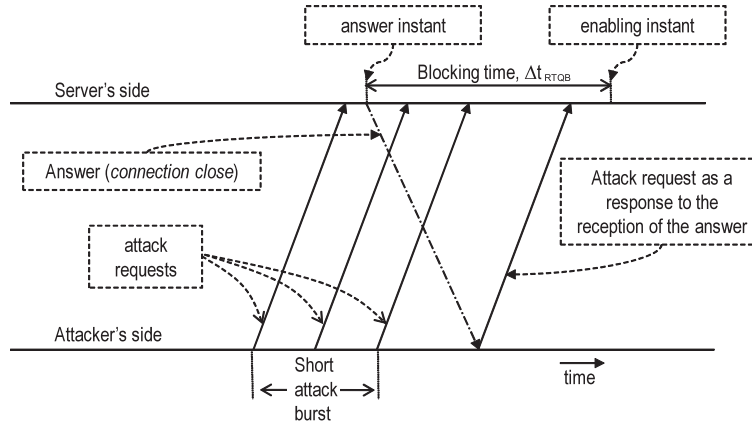 answer instant
enabling instant
Blocking time, Δt RTQB
Server's side
Answer (connection close)
Attack request as a
response to the
reception of the answer
attack
requests
Attacker's side
Short
attack
burst
time